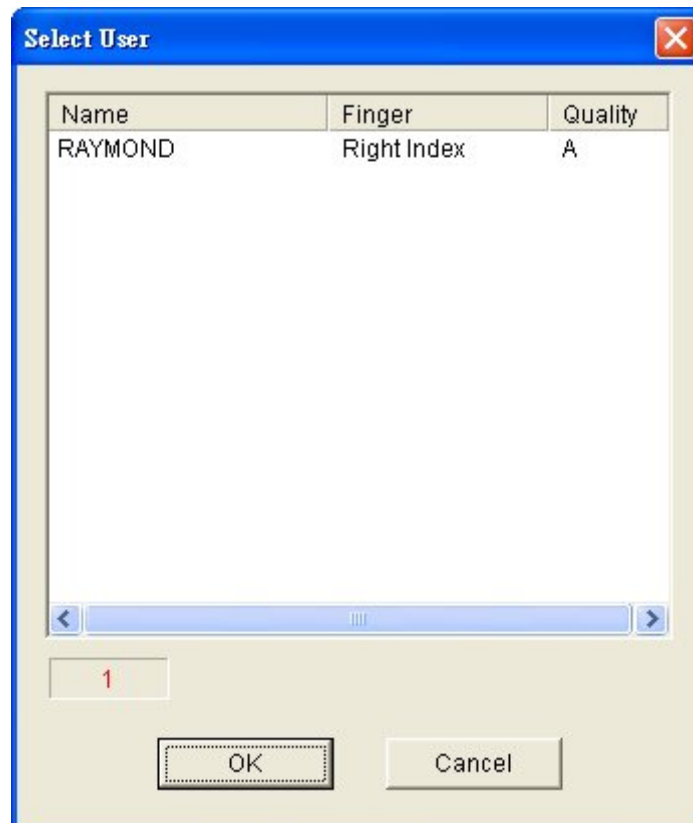 Select User
Name Finger Quality
RAYMOND Right Index A
1
OK Cancel